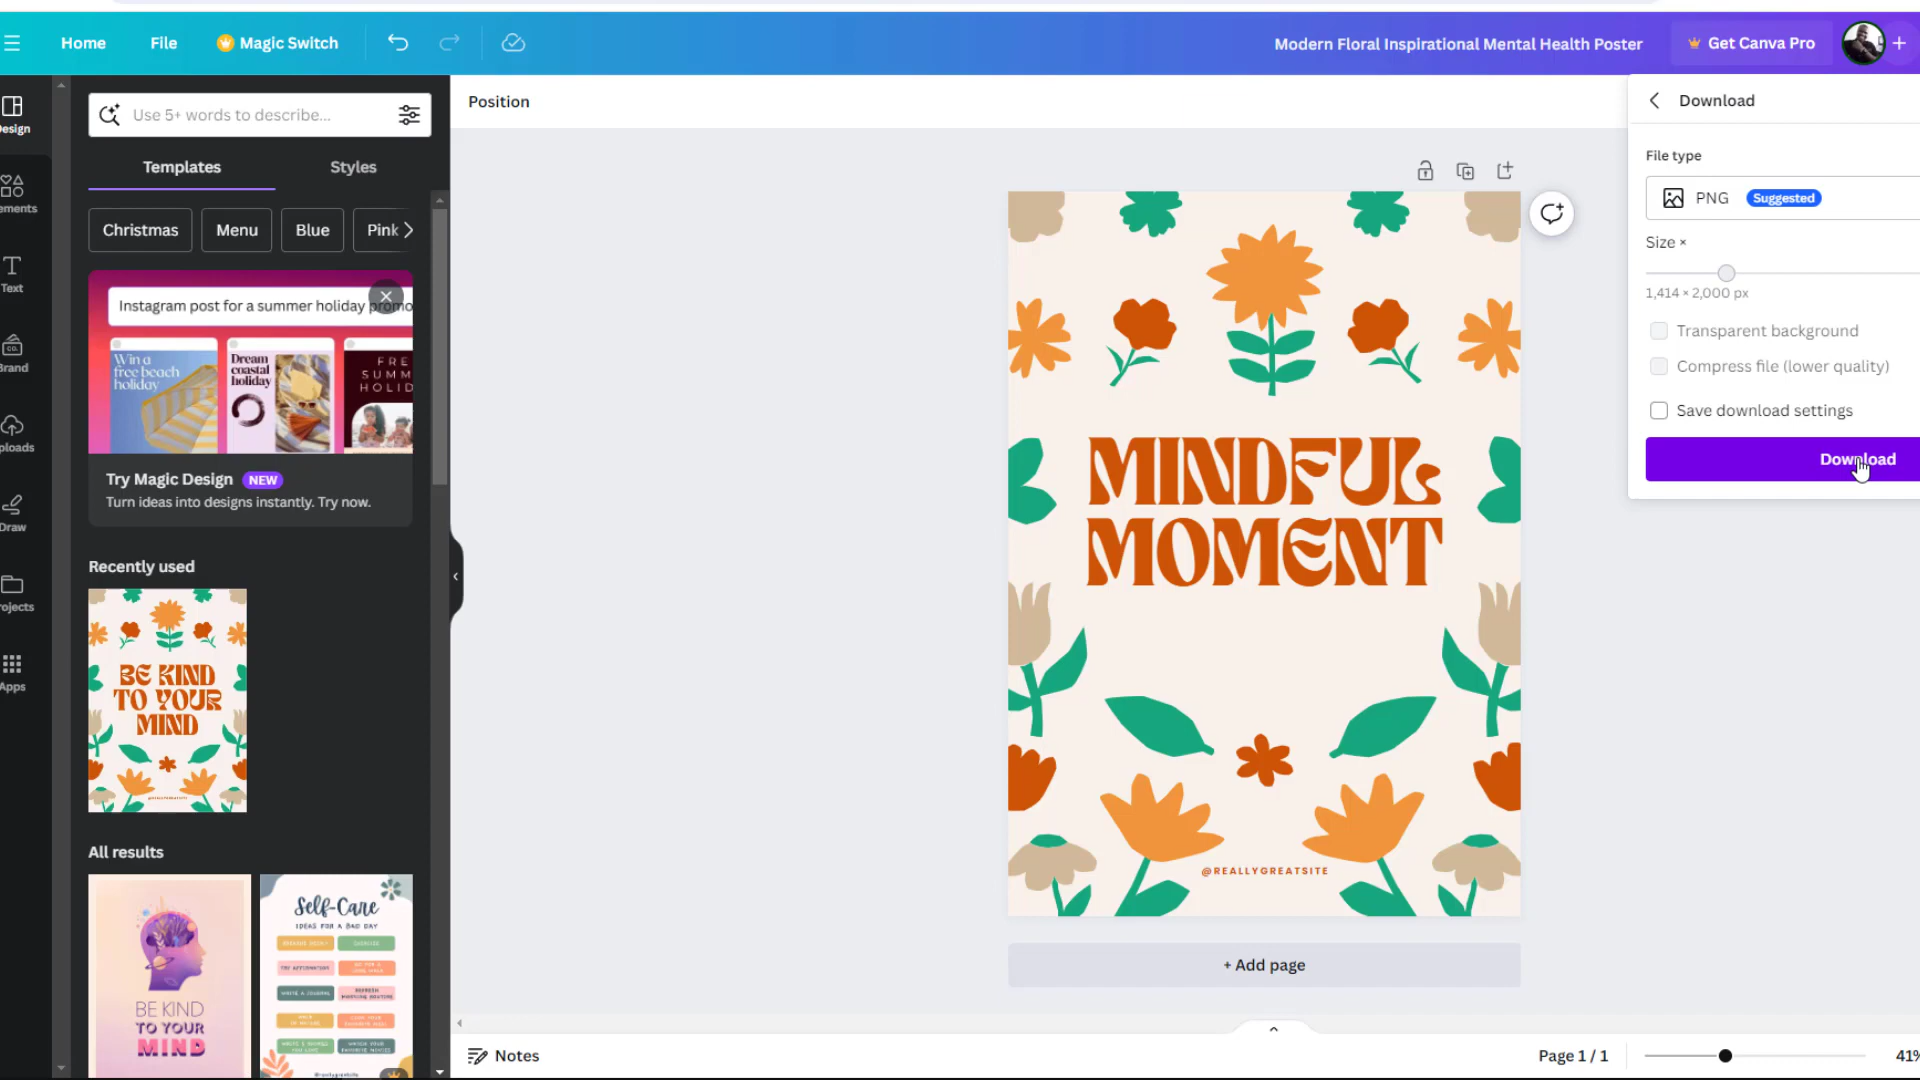 Home
File
Magic Switch
Modern Floral Inspirational Mental Health Poster
Get Canva Pro
Design
Use 5+ words to describe...
Position
Download
Templates
Styles
File type
PNG
Suggested
Elements
Christmas
Menu
Blue
Pink
Size ×
1,414 × 2,000 px
Text
Instagram post for a summer holiday promo
Transparent background
Win a
free beach
holiday
Dream
coastal
holiday
FREE
SUMM
HOLID
Brand
Compress file (lower quality)
Save download settings
Uploads
MINDFUL
MOMENT
Download
Try Magic Design
NEW
Turn ideas into designs instantly. Try now.
Draw
Recently used
Projects
BE KIND
TO YOUR
MIND
Apps
All results
@REALLYGREATSITE
Self-Care
IDEAS FOR A BAD DAY
BE KIND
TO YOUR
MIND
+ Add page
Notes
Page 1 / 1
41%